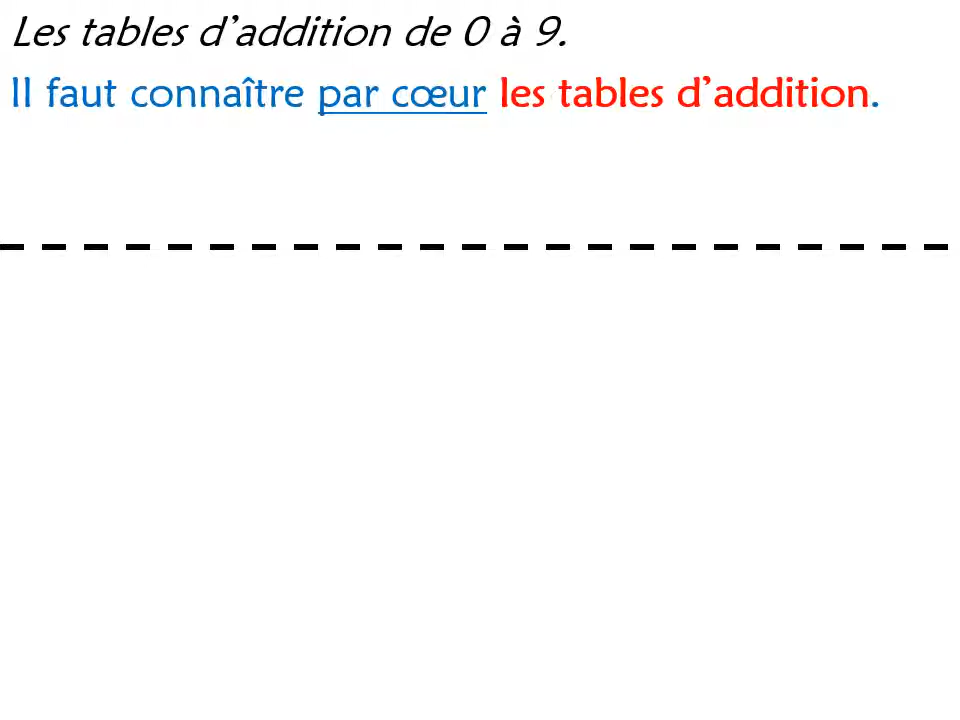 Les tables d’addition de 0 à 9.
Il faut connaître par cœur les tables d’addition.